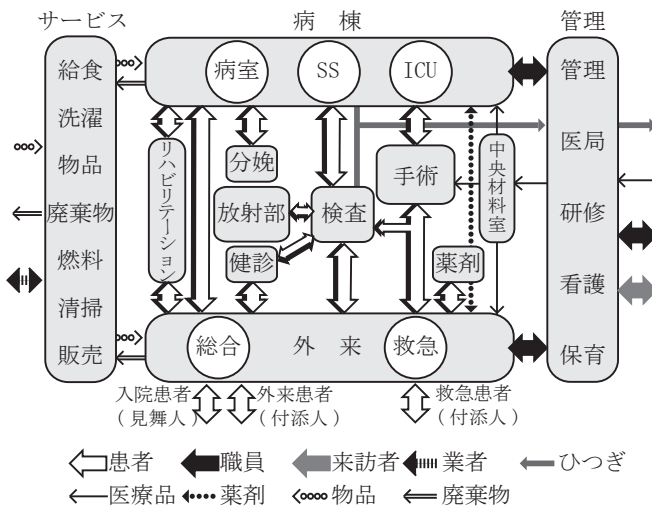 サービス
病棟
管理
給食
洗濯
物品
廃棄物
燃料
清掃
販売
病室
SS
ICU
リハビリテーション
分娩
放射部
健診
検査
手術
薬剤
中央材料室
総合
外来
救急
管理
医局
研修
看護
保育
入院患者
(見舞人)
外来患者
(付添人)
救急患者
(付添人)
患者 職員 来訪者 業者 ひつぎ
医療品 薬剤 物品 廃棄物